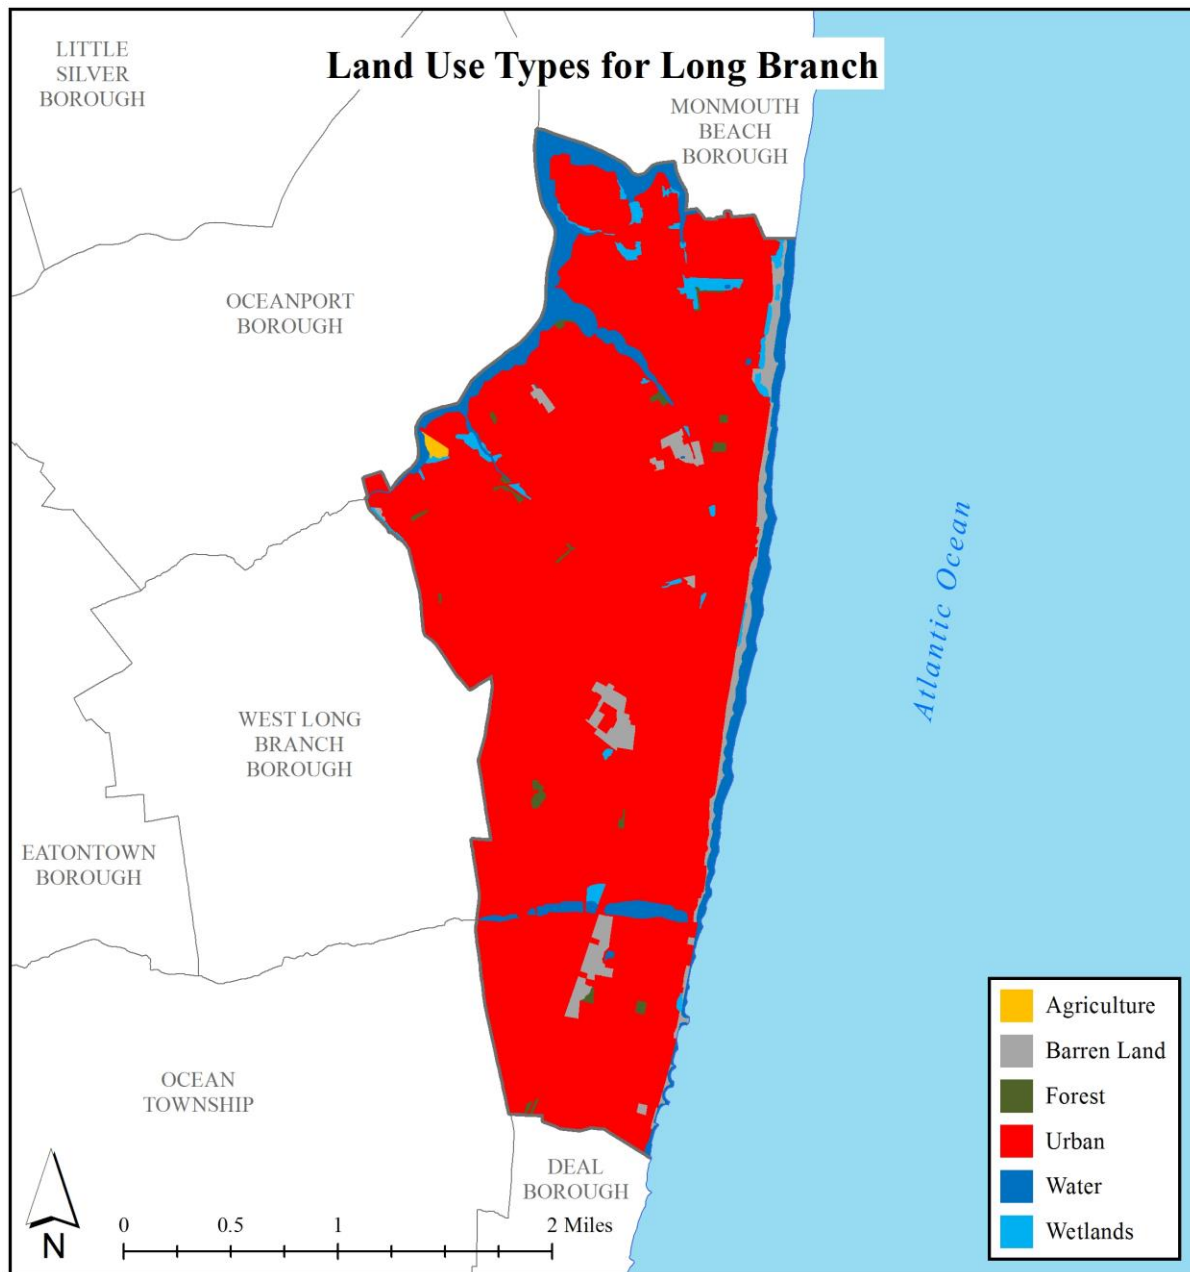 Land Use Types for Long Branch
LITTLE
SILVER
BOROUGH
MONMOUTH
BEACH
BOROUGH
OCEANPORT
BOROUGH
Atlantic Ocean
WEST LONG
BRANCH
BOROUGH
EATONTOWN
BOROUGH
OCEAN
TOWNSHIP
DEAL
BOROUGH
N
0 0.5 1 2 Miles
Agriculture
Barren Land
Forest
Urban
Water
Wetlands